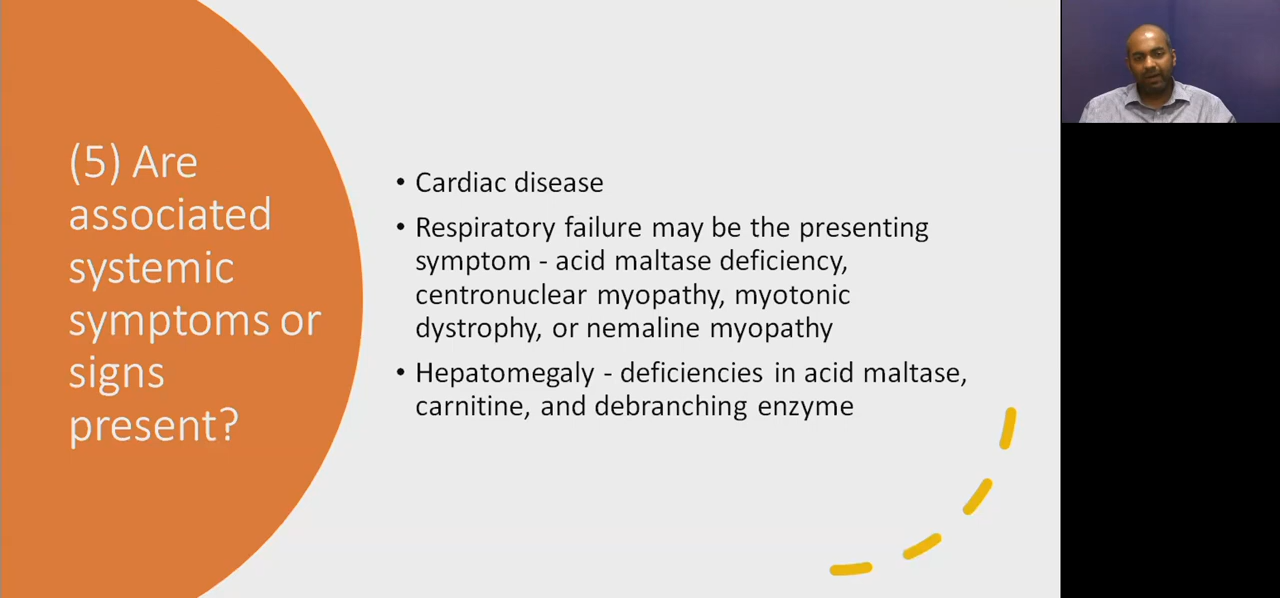 (5) Are
associated
systemic
symptoms or
signs
present?
• Cardiac disease
• Respiratory failure may be the presenting
symptom - acid maltase deficiency,
centronuclear myopathy, myotonic
dystrophy, or nemaline myopathy
• Hepatomegaly - deficiencies in acid maltase,
carnitine, and debranching enzyme